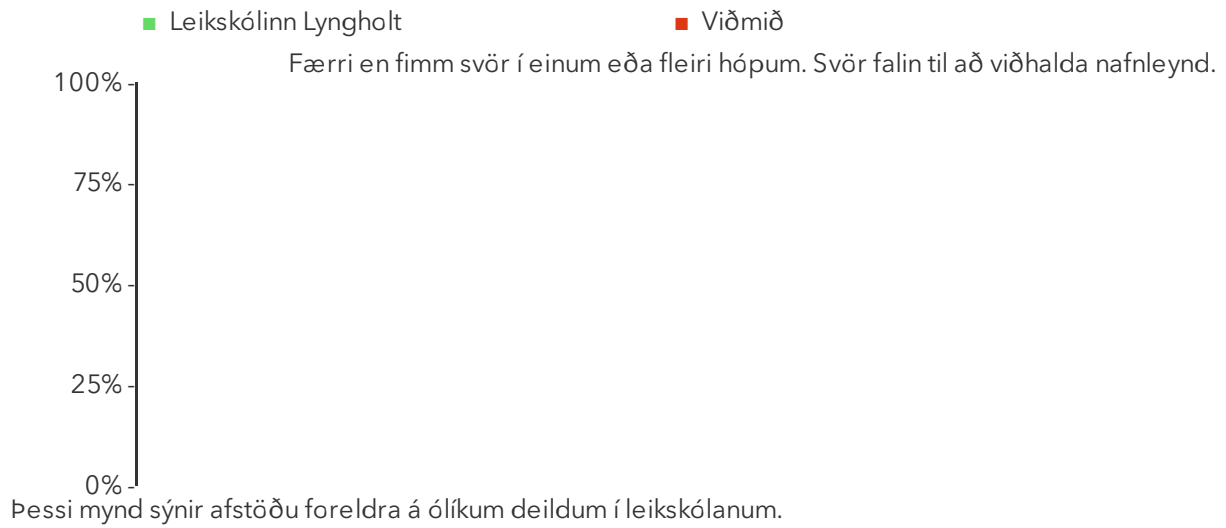 Leikskólinn Lyngholt Viðmið
Færri en fimm svör í einum eða fleiri hópum. Svör falin til að viðhalda nafnleynd.
100%
75%
50%
25%
0%
Þessi mynd sýnir afstöðu foreldra á ólíkum deildum í leikskólanum.